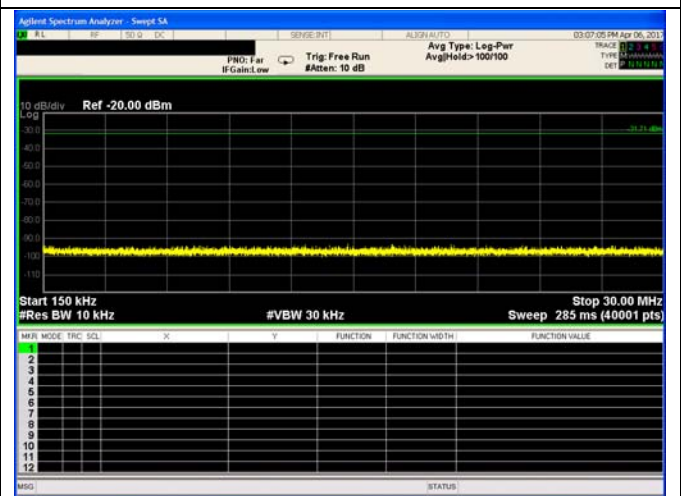 Agilent Spectrum Analyzer - Swept SA
RL RF 50 Ω DC SENSE:INT ALIGN AUTO 03:07:05 PM Apr 06, 2017
Avg Type: Log-Pwr TRACE 1 2 3 4 5
PNO: Far Trig: Free Run Avg|Hold:> 100/100 TYPE
IFGain:Low #Atten: 10 dB DET P N N N N
10 dB/div Ref -20.00 dBm
Log
-30.0
-31.21 dBm
-40.0
-50.0
-60.0
-70.0
-80.0
-90.0
-100
-110
Start 150 kHz Stop 30.00 MHz
#Res BW 10 kHz #VBW 30 kHz Sweep 285 ms (40001 pts)
MKR MODE TRC SCL X Y FUNCTION FUNCTION WIDTH FUNCTION VALUE
1
2
3
4
5
6
7
8
9
10
11
12
MSG STATUS